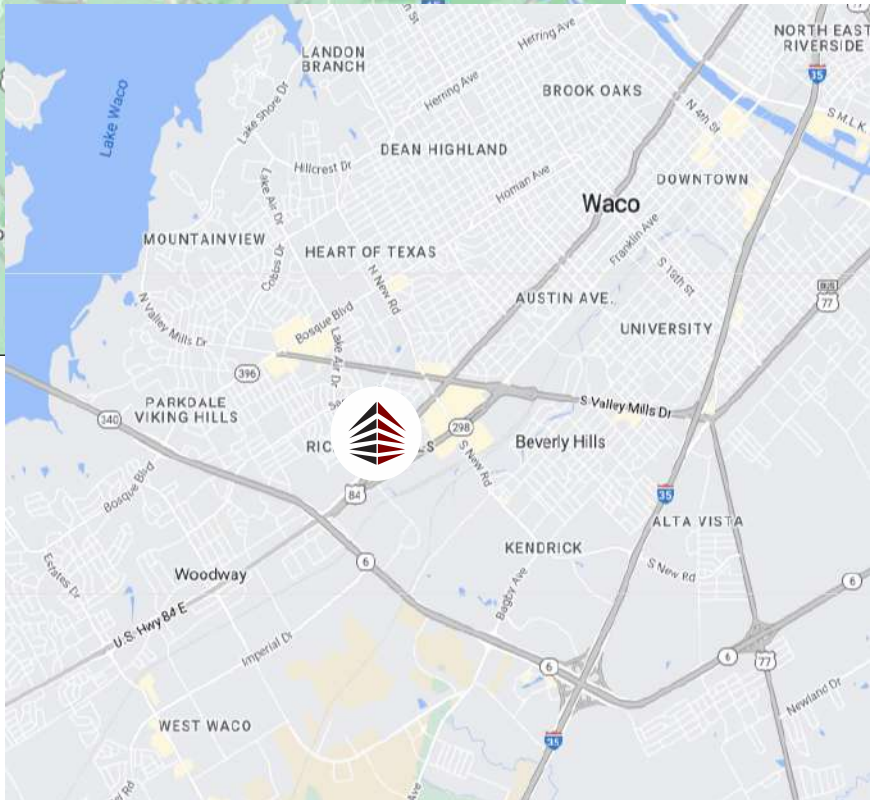 NORTH EAST
RIVERSIDE
35
LANDON
BRANCH
Herring Ave
Herring Ave
BROOK OAKS
N 4th St
S M.L.K.
Lake Waco
Lake Shore Dr
DEAN HIGHLAND
Hillcrest Dr
Homan Ave
DOWNTOWN
Lake Air Dr
Waco
Franklin Ave
MOUNTAINVIEW
Cobbs Dr
HEART OF TEXAS
N New Rd
S 18th St
BUS
77
N Valley Mills Dr
Bosque Blvd
AUSTIN AVE.
UNIVERSITY
Lake Air Dr
396
340
PARKDALE
VIKING HILLS
S Valley Mills Dr
298
Beverly Hills
S New Rd
Bosque Blvd
84
35
ALTA VISTA
KENDRICK
Estates Dr
Woodway
6
S New Rd
6
Bagby Ave
U.S. Hwy 84 E
Imperial Dr
6
6
77
Newland Dr
WEST WACO
35
Ave